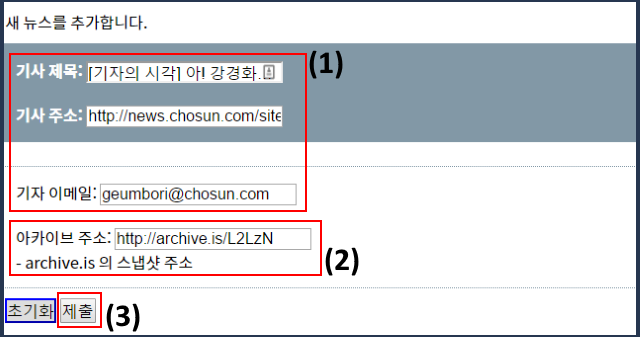 새 뉴스를 추가합니다.
기사 제목: [기자의 시각] 아! 강경화. (1)
기사 주소: http://news.chosun.com/site
기자 이메일: geumbori@chosun.com
아카이브 주소: http://archive.is/L2LzN
- archive.is 의 스냅샷 주소 (2)
초기화 제출 (3)